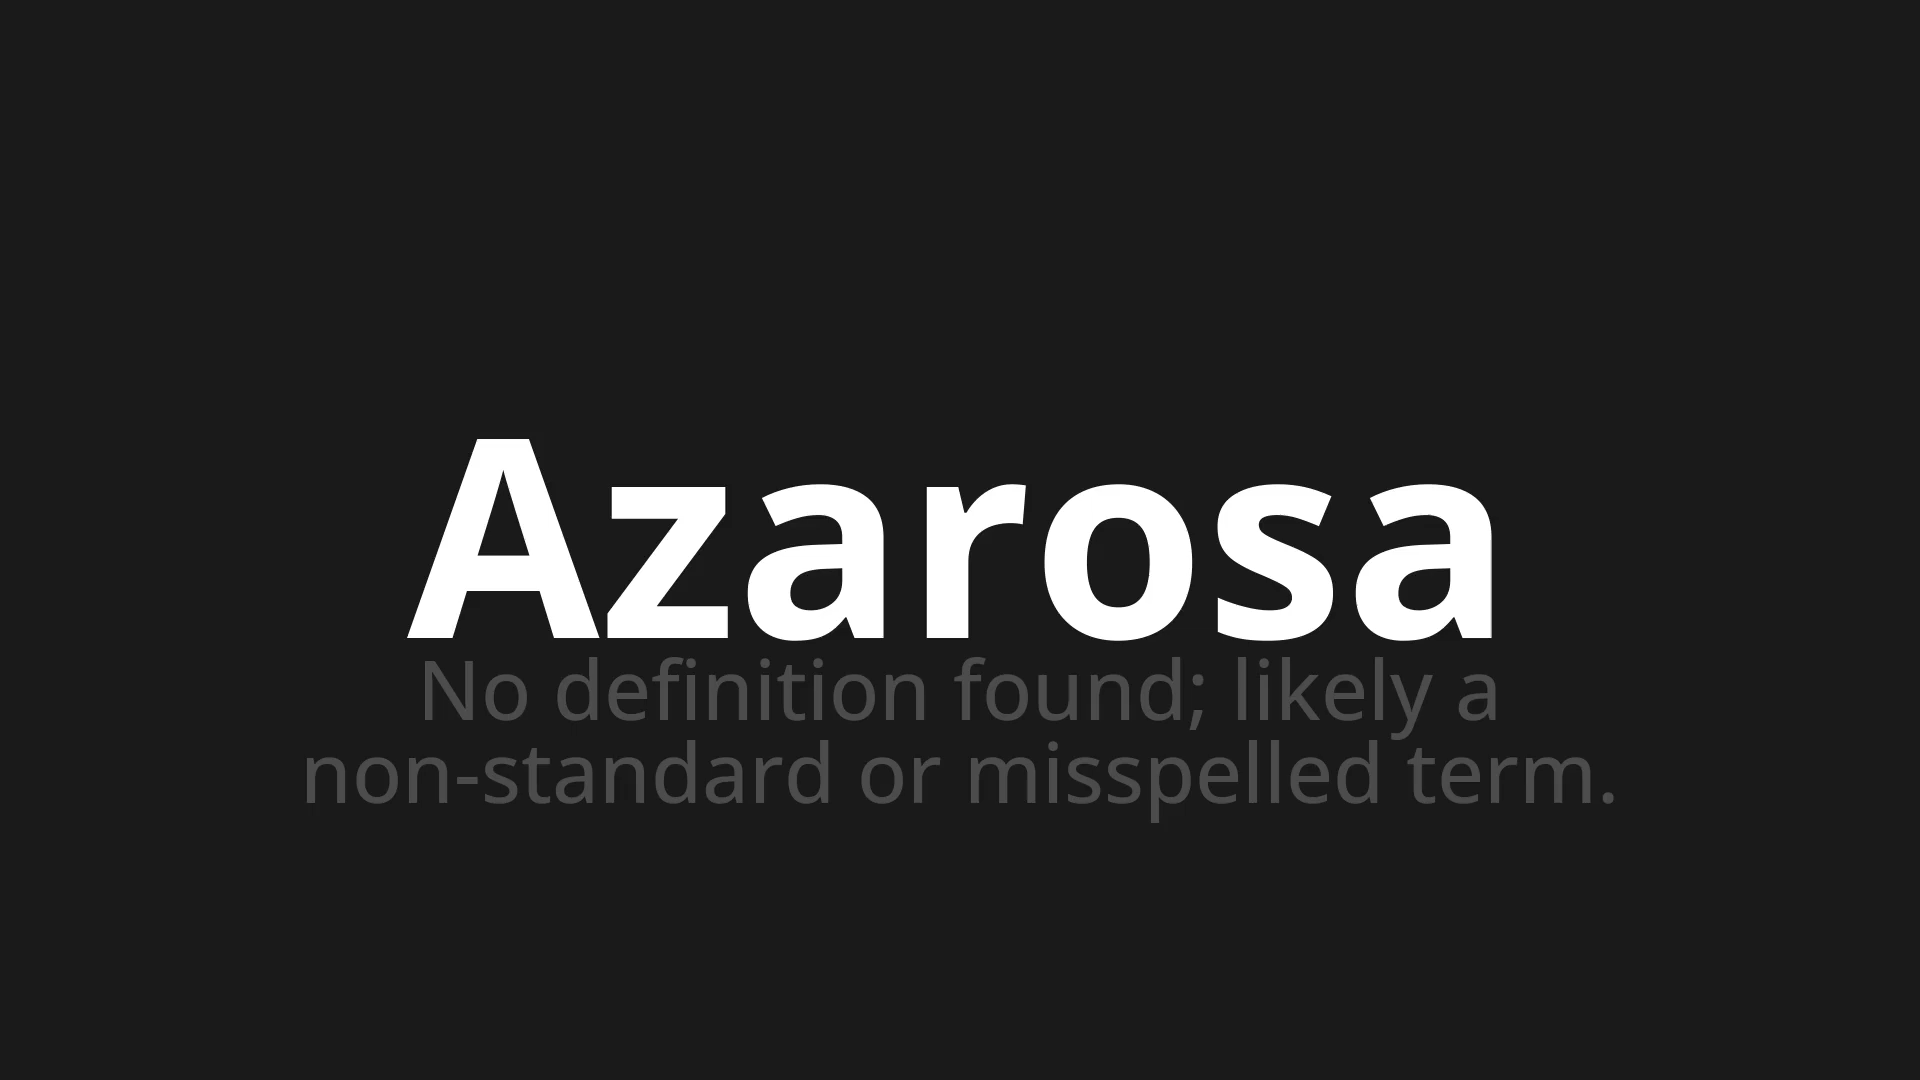 Azarosa
No definition found; likely a
non-standard or misspelled term.